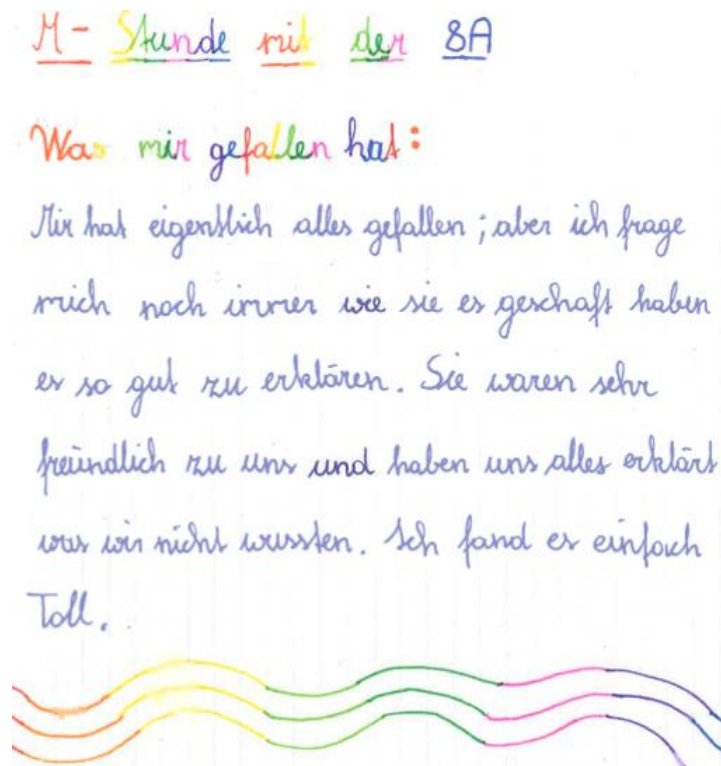 M- Stunde mit der 8A
Was mir gefallen hat:
Mir hat eigentlich alles gefallen; aber ich frage
mich noch immer wie sie es geschaft haben
es so gut zu erklären. Sie waren sehr
freündlich zu uns und haben uns alles erklärt
was wir nicht wussten. Ich fand es einfach
Toll.